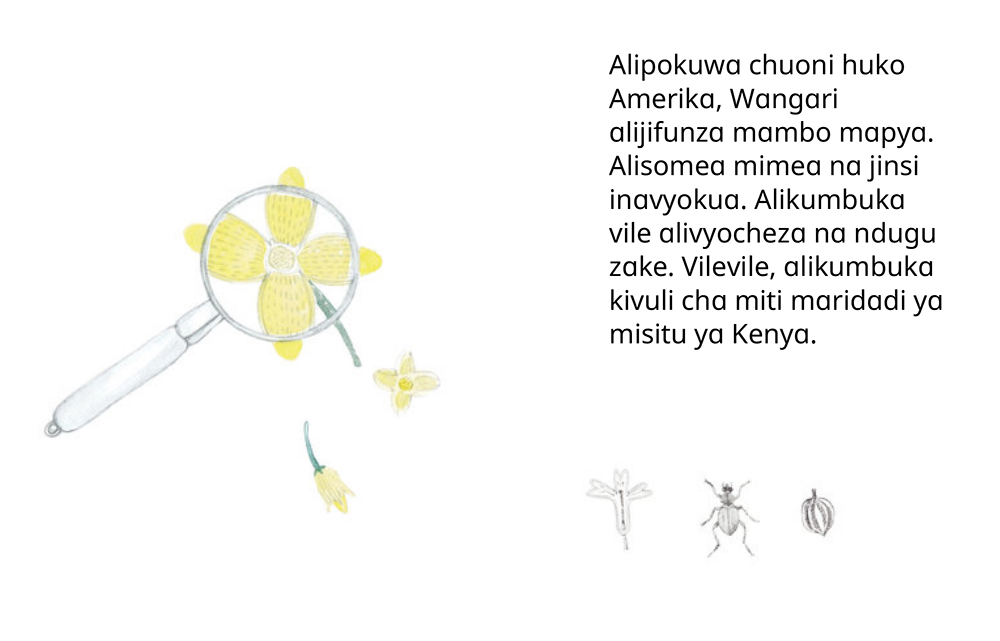 Alipokuwa chuoni huko
Amerika, Wangari
alijifunza mambo mapya.
Alisomea mimea na jinsi
inavyokua. Alikumbuka
vile alivyocheza na ndugu
zake. Vilevile, alikumbuka
kivuli cha miti maridadi ya
misitu ya Kenya.